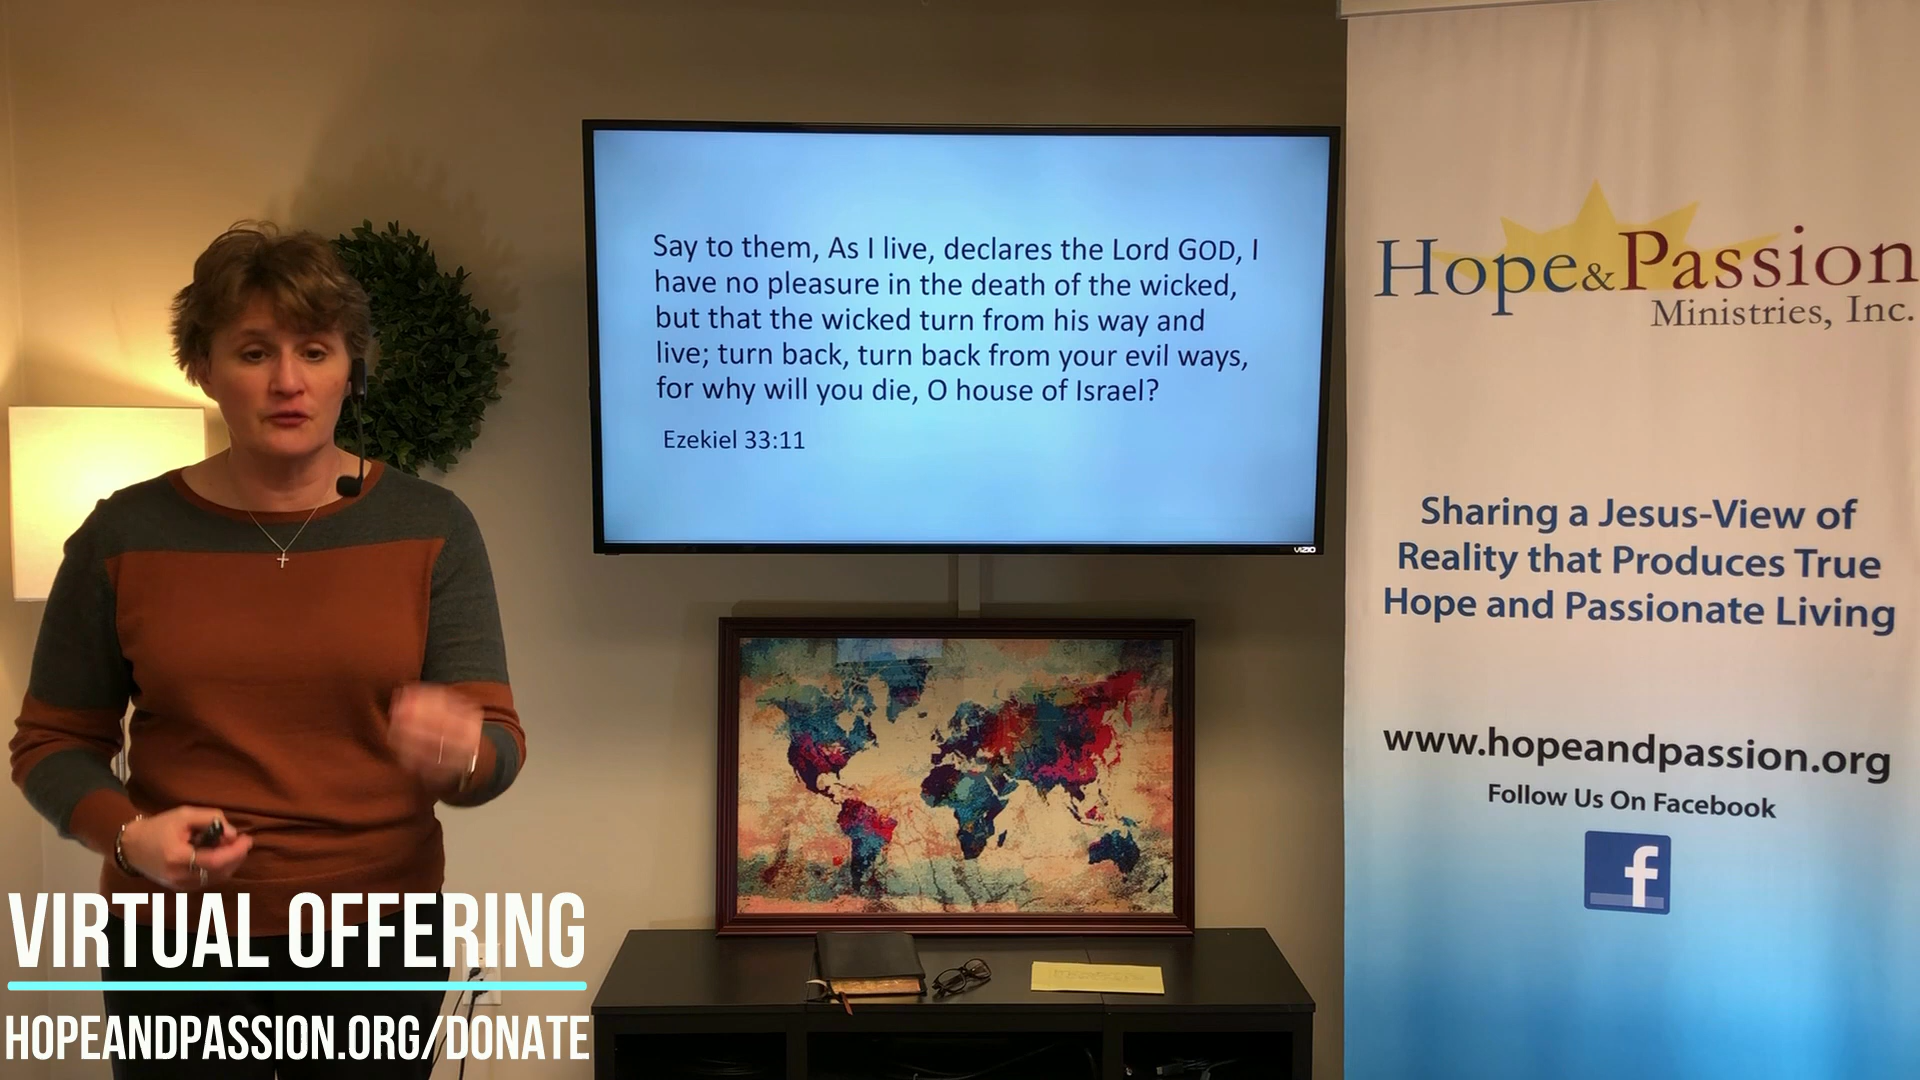 Say to them, As I live, declares the Lord GOD, I
have no pleasure in the death of the wicked,
but that the wicked turn from his way and
live; turn back, turn back from your evil ways,
for why will you die, O house of Israel?
Ezekiel 33:11
VIZIO
Hope&Passion
Ministries, Inc.
Sharing a Jesus-View of
Reality that Produces True
Hope and Passionate Living
www.hopeandpassion.org
Follow Us On Facebook
f
VIRTUAL OFFERING
HOPEANDPASSION.ORG/DONATE